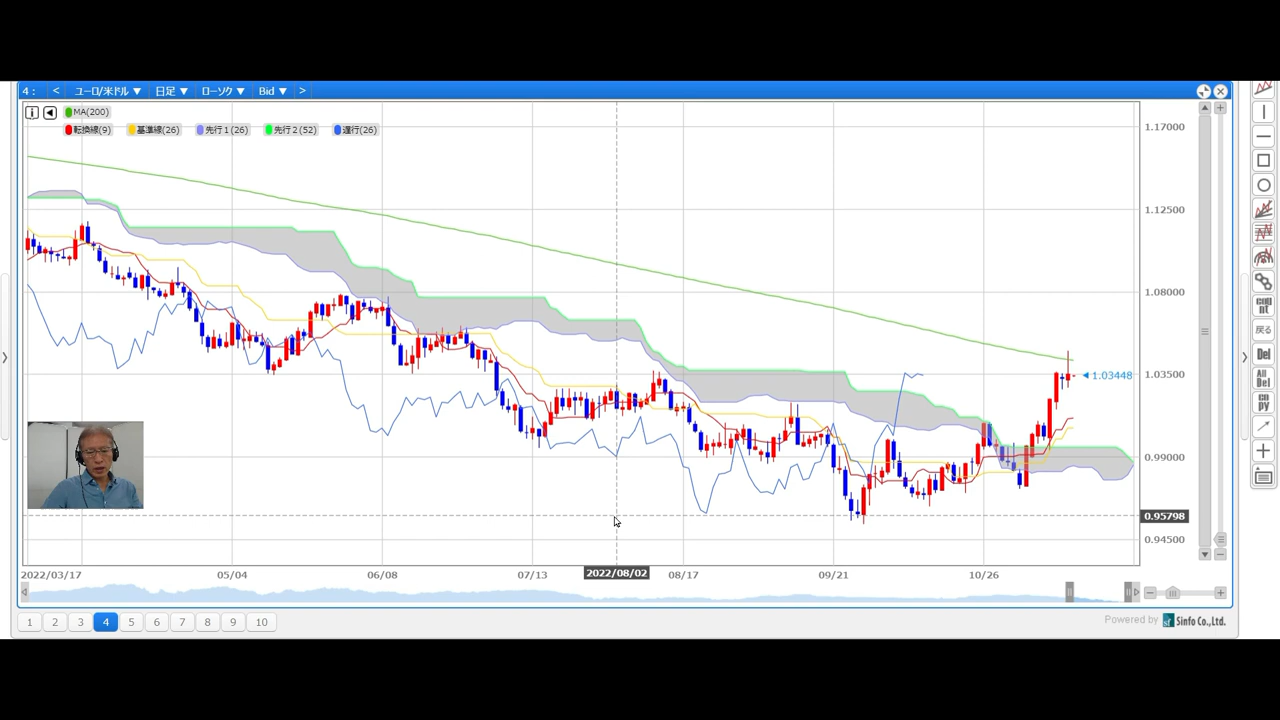 4： < ユーロ/米ドル ▼ 日足 ▼ ローソク ▼ Bid ▼ >
MA(200)
転換線(9) 基準線(26) 先行１(26) 先行２(52) 遅行(26)
1.17000
1.12500
1.08000
1.03500
1.03448
0.99000
0.95798
0.94500
戻る
Del
All Del
copy
2022/03/17 05/04 06/08 07/13 2022/08/02 08/17 09/21 10/26
1 2 3 4 5 6 7 8 9 10
Powered by Sinfo Co.,Ltd.